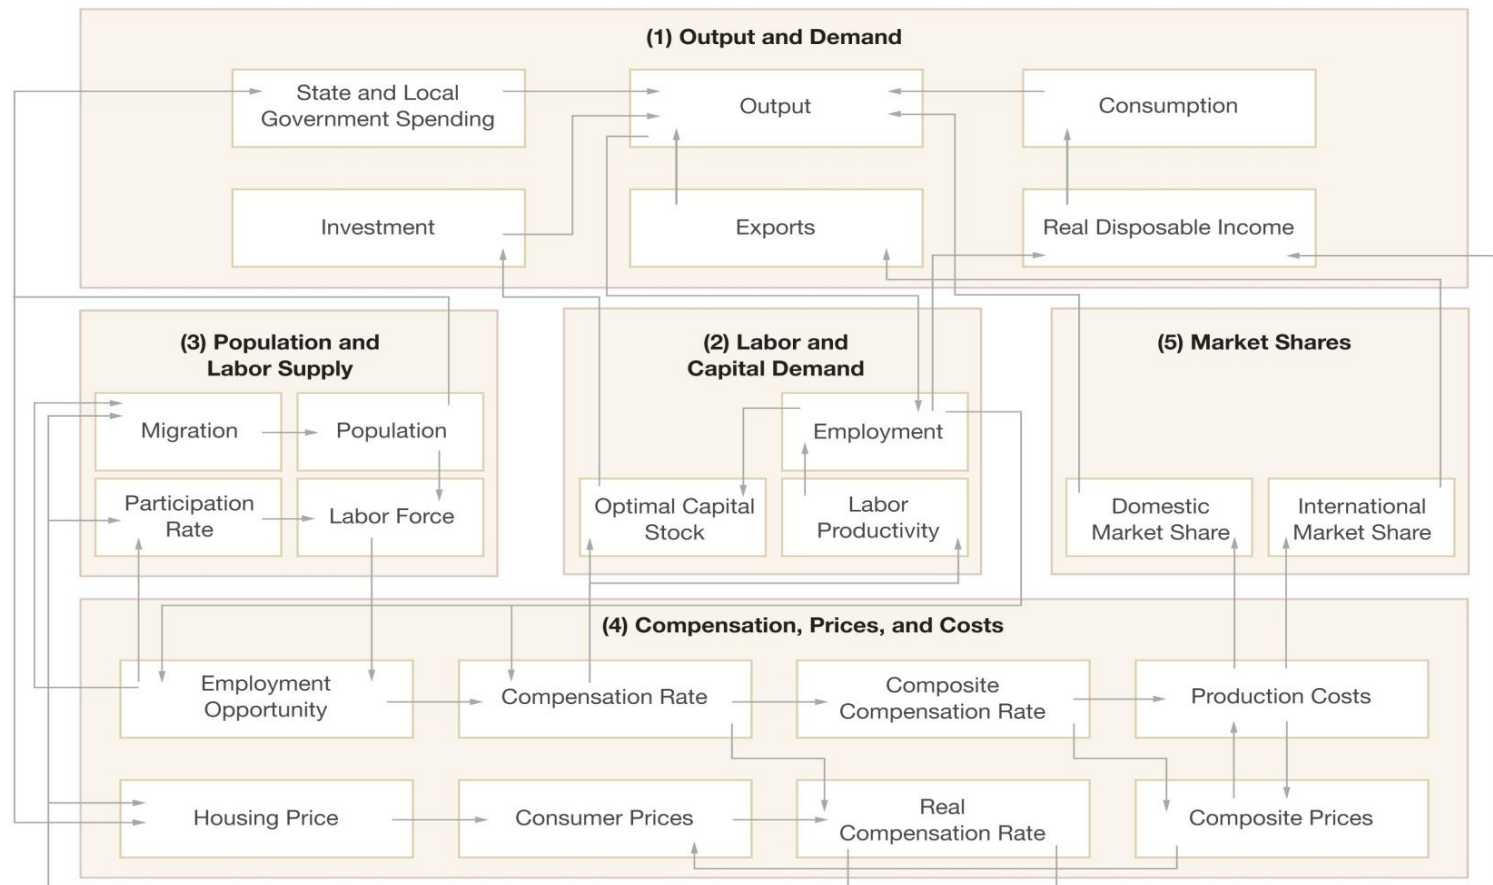 (1) Output and Demand
State and Local
Government Spending
Output
Consumption
Investment
Exports
Real Disposable Income
(3) Population and
Labor Supply
Migration
Population
Participation
Rate
Labor Force
(2) Labor and
Capital Demand
Employment
Optimal Capital
Stock
Labor
Productivity
(5) Market Shares
Domestic
Market Share
International
Market Share
(4) Compensation, Prices, and Costs
Employment
Opportunity
Compensation Rate
Composite
Compensation Rate
Production Costs
Housing Price
Consumer Prices
Real
Compensation Rate
Composite Prices